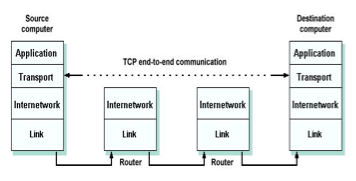 Source
computer
Destination
computer
Application
Transport
Internetwork
Link
TCP end-to-end communication
Internetwork
Link
Internetwork
Link
Application
Transport
Internetwork
Link
Router
Router